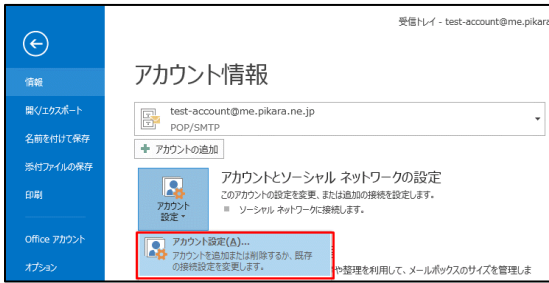 受信トレイ - test-account@me.pikara
アカウント情報
情報
開く/エクスポート
名前を付けて保存
添付ファイルの保存
印刷
Office アカウント
オプション
test-account@me.pikara.ne.jp
POP/SMTP
アカウントの追加
アカウントとソーシャル ネットワークの設定
このアカウントの設定を変更、または追加の接続を設定します。
ソーシャル ネットワークに接続します。
アカウント
設定
アカウント設定(A)...
アカウントを追加または削除するか、既存
の接続設定を変更します。
や整理を利用して、メールボックスのサイズを管理しま